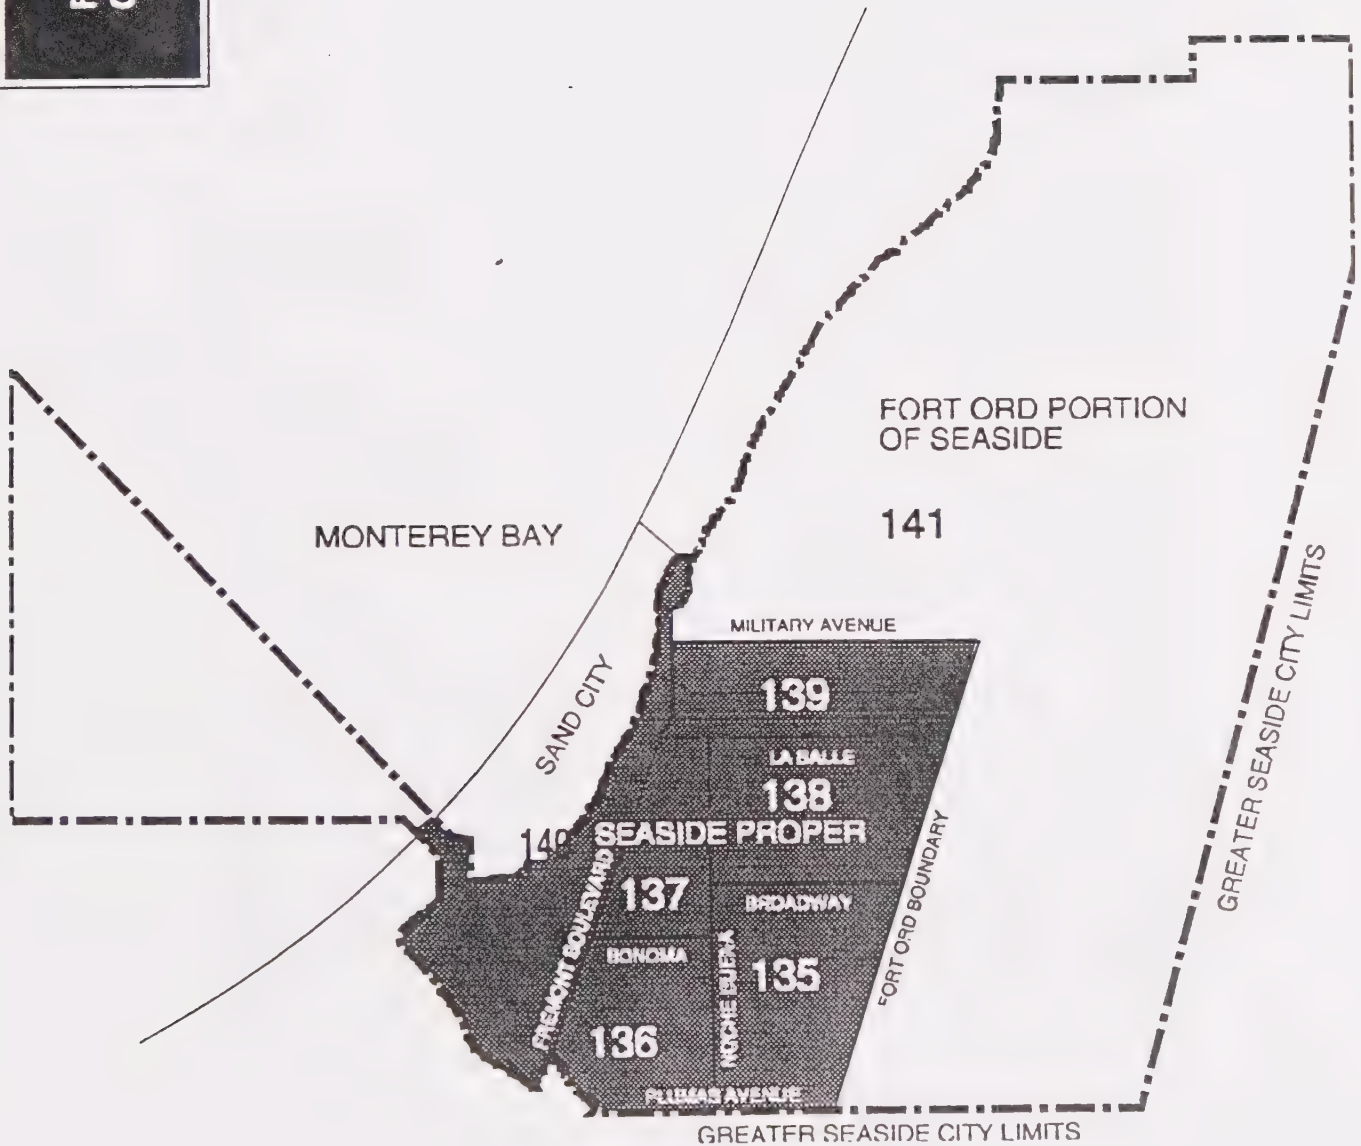 FORT ORD PORTION
OF SEASIDE
141
MONTEREY BAY
SAND CITY
MILITARY AVENUE
139
LA SALLE
138
140
SEASIDE PROPER
FREMONT BOULEVARD
137
BROADWAY
SONOMA
NOCHE BUENA
135
136
PLUMAS AVENUE
FORT ORD BOUNDARY
GREATER SEASIDE CITY LIMITS
GREATER SEASIDE CITY LIMITS